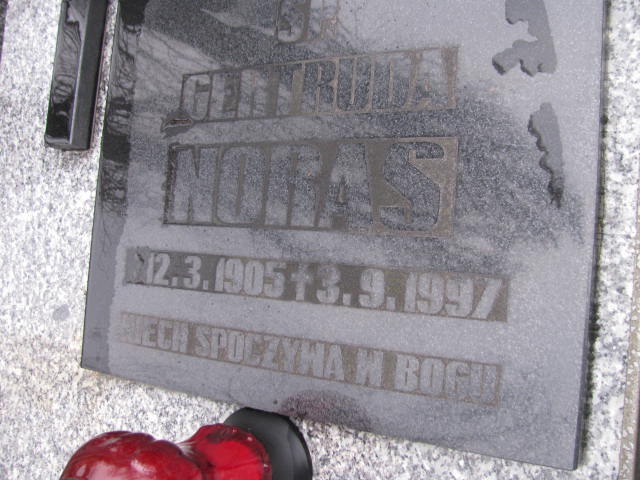 Ś P
GERTRUDA
NORAS
*12. 3. 1905 † 3. 9. 1997
NIECH SPOCZYWA W BOGU